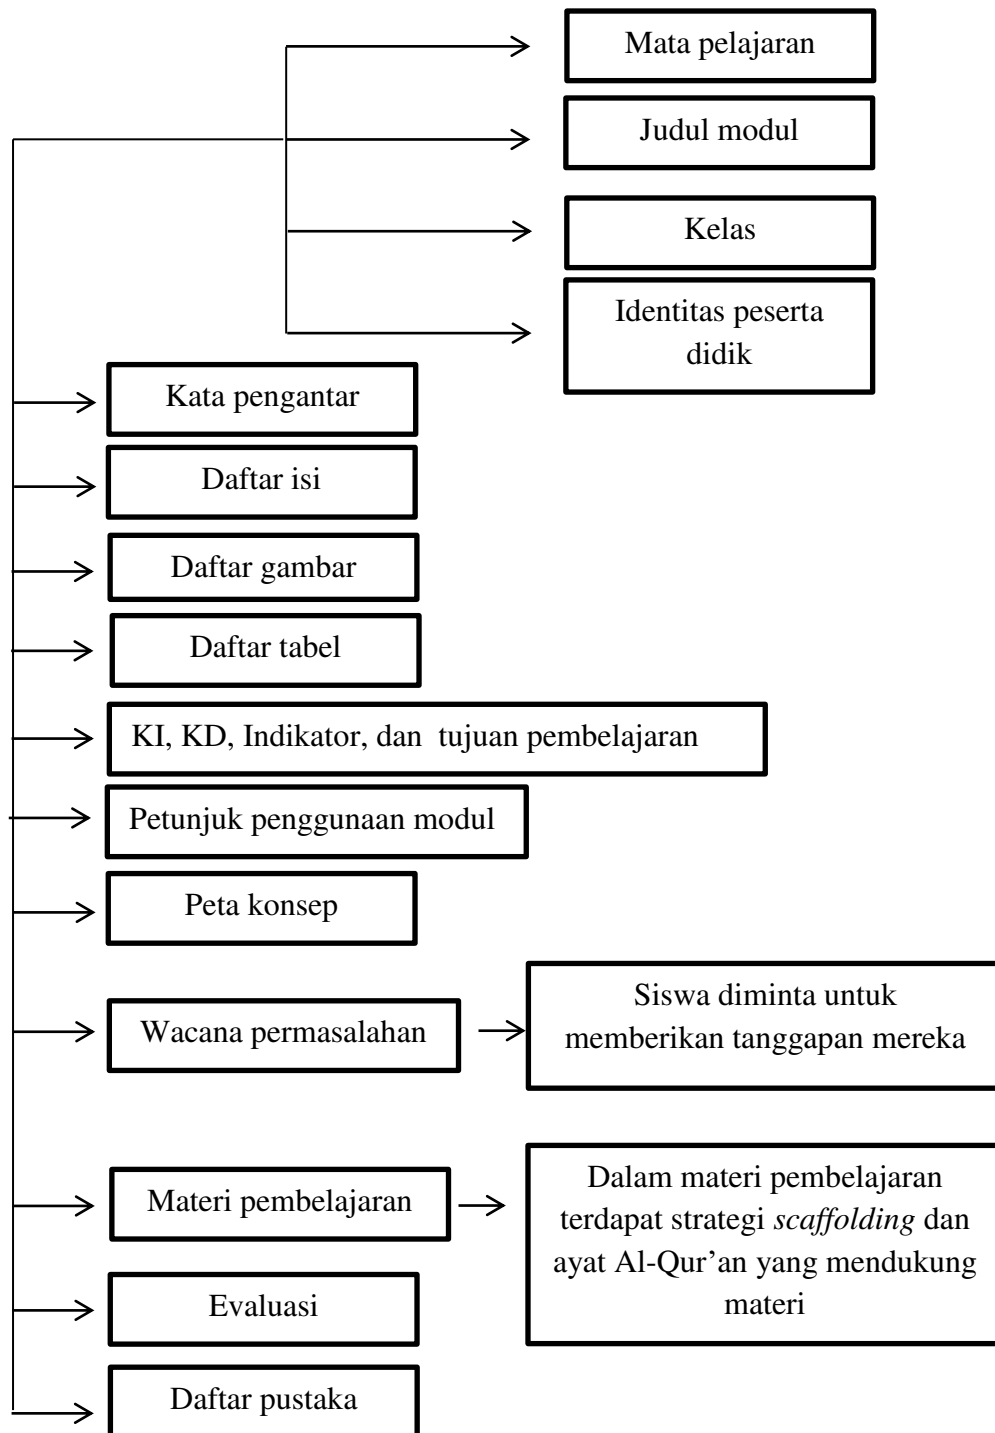 Mata pelajaran
Judul modul
Kelas
Identitas peserta
didik
Kata pengantar
Daftar isi
Daftar gambar
Daftar tabel
KI, KD, Indikator, dan  tujuan pembelajaran
Petunjuk penggunaan modul
Peta konsep
Wacana permasalahan
Siswa diminta untuk
memberikan tanggapan mereka
Materi pembelajaran
Dalam materi pembelajaran
terdapat strategi scaffolding dan
ayat Al-Qur’an yang mendukung
materi
Evaluasi
Daftar pustaka